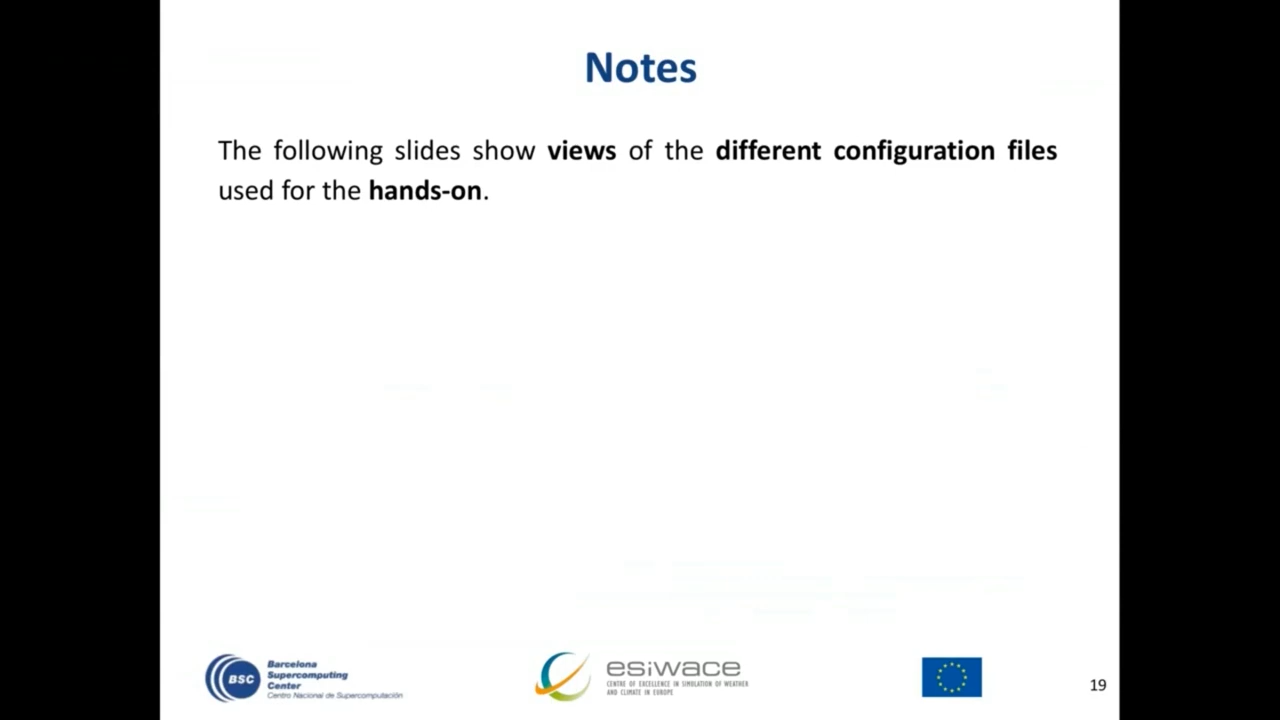 Notes
The following slides show views of the different configuration files
used for the hands-on.
BSC
Barcelona
Supercomputing
Center
Centro Nacional de Supercomputación
esiwace
CENTRE OF EXCELLENCE IN SIMULATION OF WEATHER
AND CLIMATE IN EUROPE
19